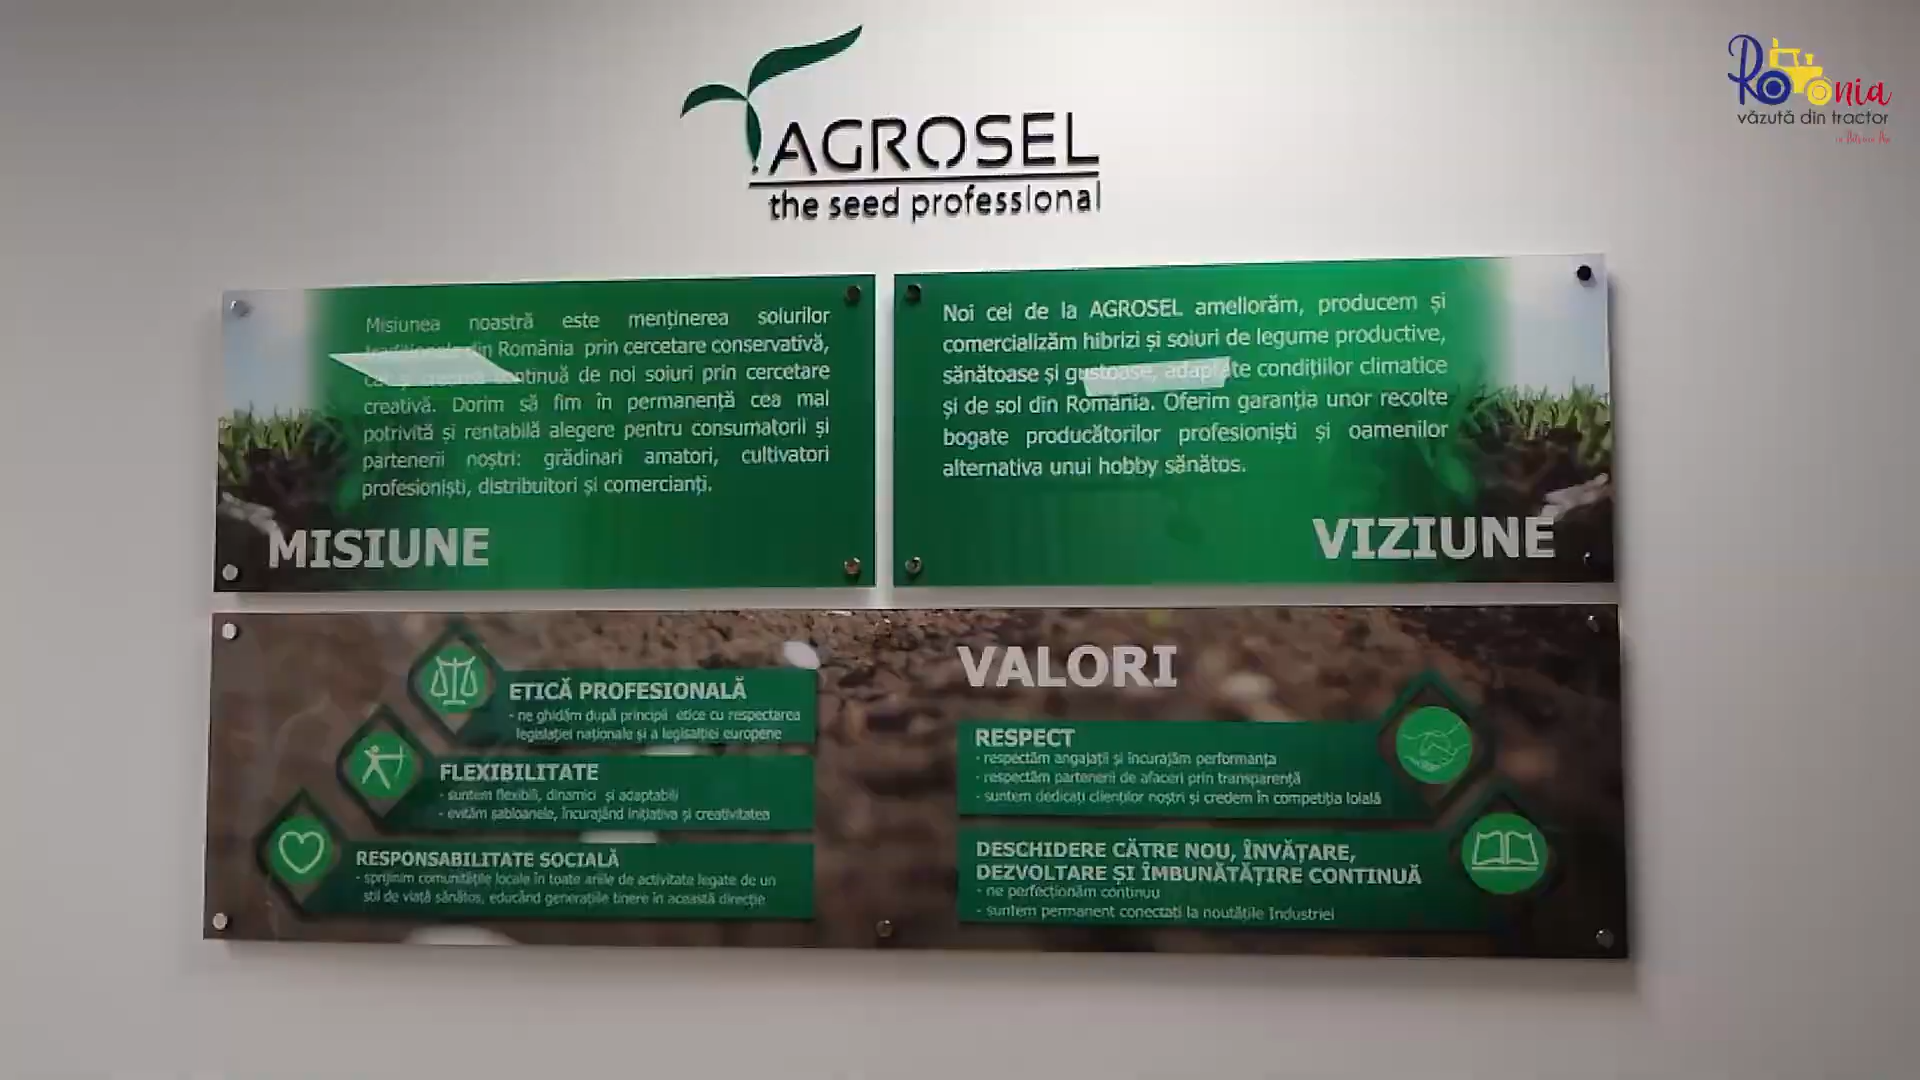 AGROSEL
the seed professional
Romania
văzută din tractor
Misiunea noastră este menținerea soiurilor
din România prin cercetare conservativă,
continuă de noi soiuri prin cercetare
creativă. Dorim să fim în permanență cea mai
potrivită și rentabilă alegere pentru consumatorii și
partenerii noștri: grădinari amatori, cultivatori
profesioniști, distribuitori și comercianți.
MISIUNE
Noi cei de la AGROSEL ameliorăm, producem și
comercializăm hibrizi și soiuri de legume productive,
sănătoase și gustoase, adaptate condițiilor climatice
și de sol din România. Oferim garanția unor recolte
bogate producătorilor profesioniști și oamenilor
alternativa unui hobby sănătos.
VIZIUNE
VALORI
ETICĂ PROFESIONALĂ
- ne ghidăm după principii etice cu respectarea
legislației naționale și a legisalției europene
FLEXIBILITATE
- suntem flexibili, dinamici și adaptabili
- evităm șabloanele, încurajând inițiativa și creativitatea
RESPONSABILITATE SOCIALĂ
- sprijinim comunitățile locale în toate ariile de activitate legate de un
stil de viață sănătos, educând generațiile tinere în această direcție
RESPECT
- respectăm angajații și încurajăm performanța
- respectăm partenerii de afaceri prin transparență
- suntem dedicați clienților noștri și credem în competiția loială
DESCHIDERE CĂTRE NOU, ÎNVĂȚARE,
DEZVOLTARE ȘI ÎMBUNĂTĂȚIRE CONTINUĂ
- ne perfecționăm continuu
- suntem permanent conectați la noutățile industriei